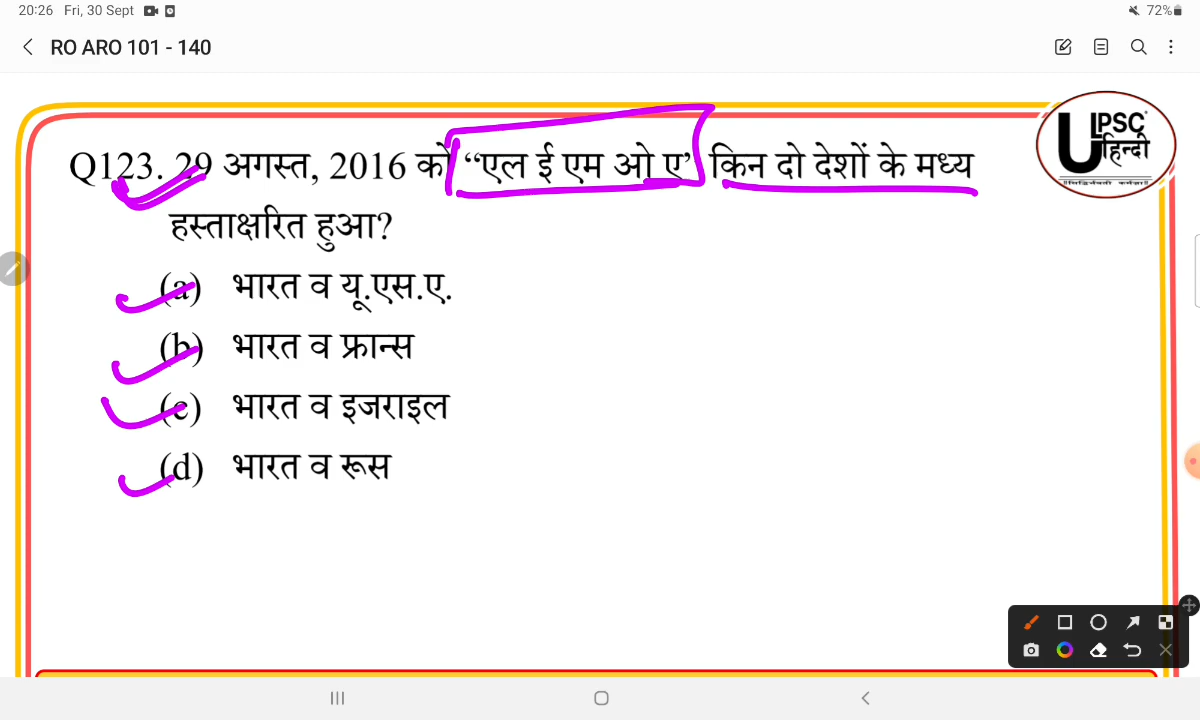 20:26 Fri, 30 Sept 72%
RO ARO 101 - 140
UPSC
हिन्दी
Q123. 29 अगस्त, 2016 को “एल ई एम ओ ए’ किन दो देशों के मध्य
हस्ताक्षरित हुआ?
(a) भारत व यू.एस.ए.
(b) भारत व फ्रान्स
(c) भारत व इजराइल
(d) भारत व रूस